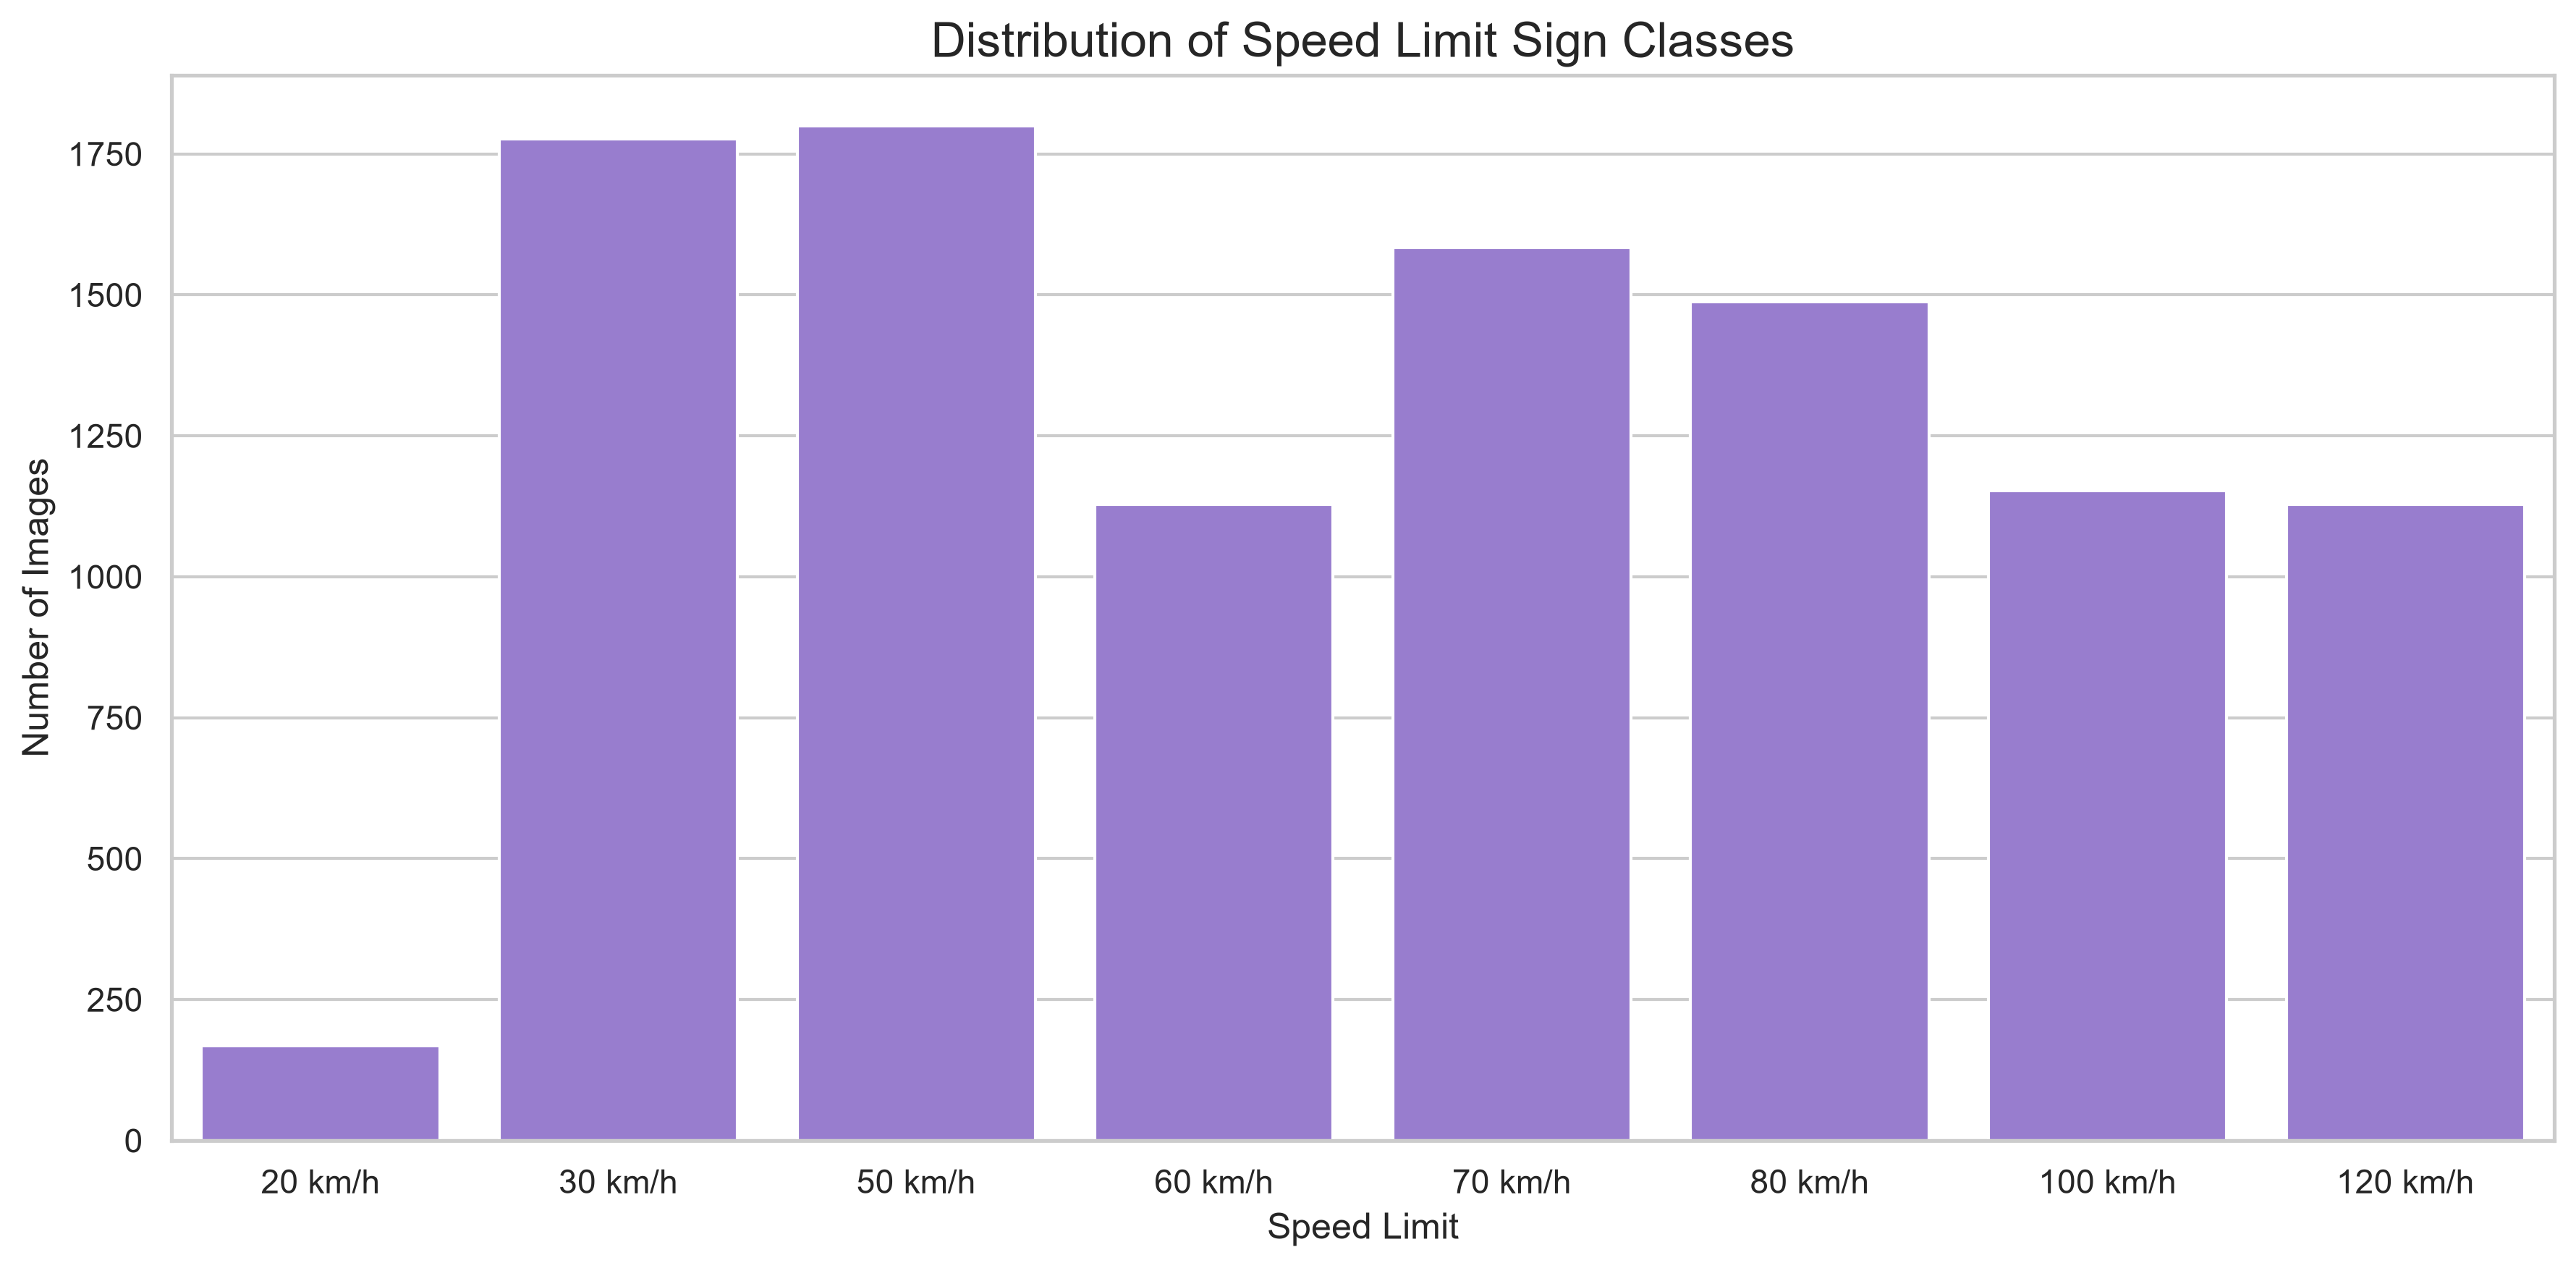 Distribution of Speed Limit Sign Classes
Number of Images
1750
1500
1250
1000
750
500
250
0
20 km/h 30 km/h 50 km/h 60 km/h 70 km/h 80 km/h 100 km/h 120 km/h
Speed Limit